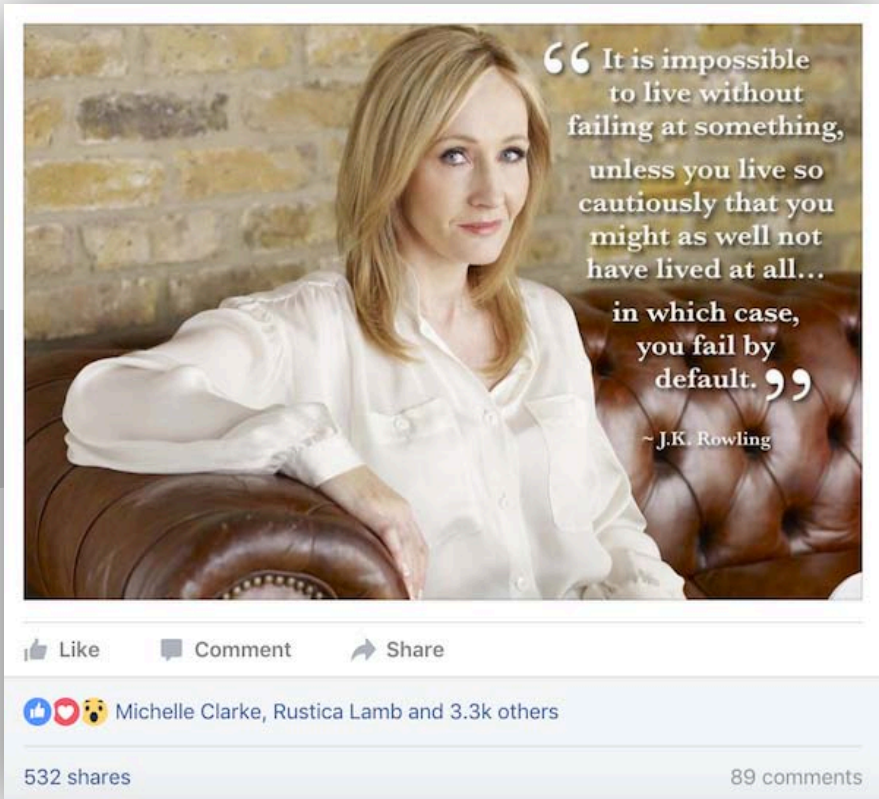 “ It is impossible
to live without
failing at something,
unless you live so
cautiously that you
might as well not
have lived at all...
in which case,
you fail by
default. ”
~ J.K. Rowling
Like Comment Share
Michelle Clarke, Rustica Lamb and 3.3k others
532 shares 89 comments